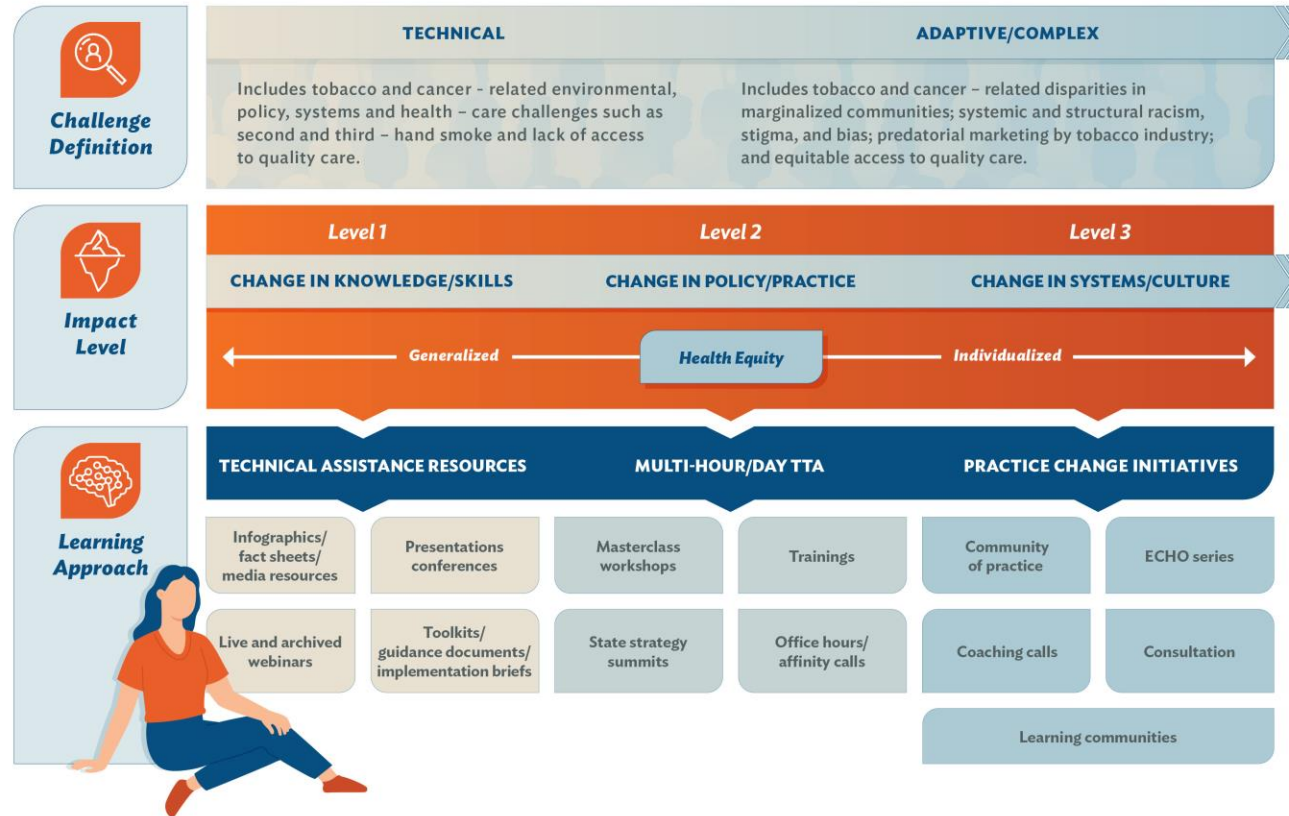 Challenge
Definition
TECHNICAL
ADAPTIVE/COMPLEX
Includes tobacco and cancer - related environmental,
policy, systems and health – care challenges such as
second and third – hand smoke and lack of access
to quality care.
Includes tobacco and cancer – related disparities in
marginalized communities; systemic and structural racism,
stigma, and bias; predatorial marketing by tobacco industry;
and equitable access to quality care.
Impact
Level
Level 1
Level 2
Level 3
CHANGE IN KNOWLEDGE/SKILLS
CHANGE IN POLICY/PRACTICE
CHANGE IN SYSTEMS/CULTURE
Generalized
Health Equity
Individualized
Learning
Approach
TECHNICAL ASSISTANCE RESOURCES
MULTI-HOUR/DAY TTA
PRACTICE CHANGE INITIATIVES
Infographics/
fact sheets/
media resources
Presentations
conferences
Masterclass
workshops
Trainings
Community
of practice
ECHO series
Live and archived
webinars
Toolkits/
guidance documents/
implementation briefs
State strategy
summits
Office hours/
affinity calls
Coaching calls
Consultation
Learning communities